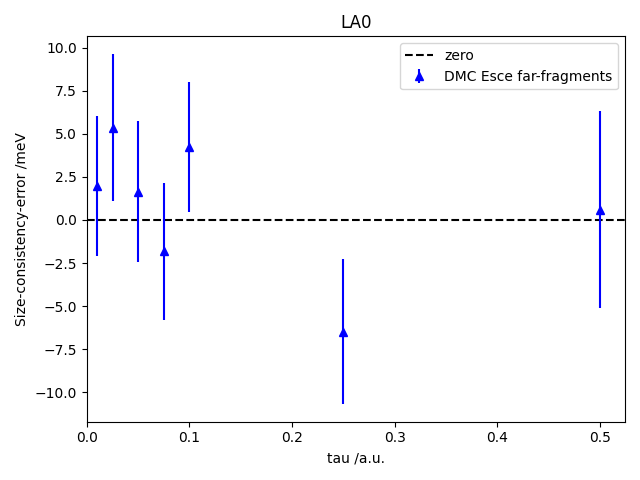 LA0
zero
DMC Esce far-fragments
Size-consistency-error /meV
10.0
7.5
5.0
2.5
0.0
−2.5
−5.0
−7.5
−10.0
0.0 0.1 0.2 0.3 0.4 0.5
tau /a.u.